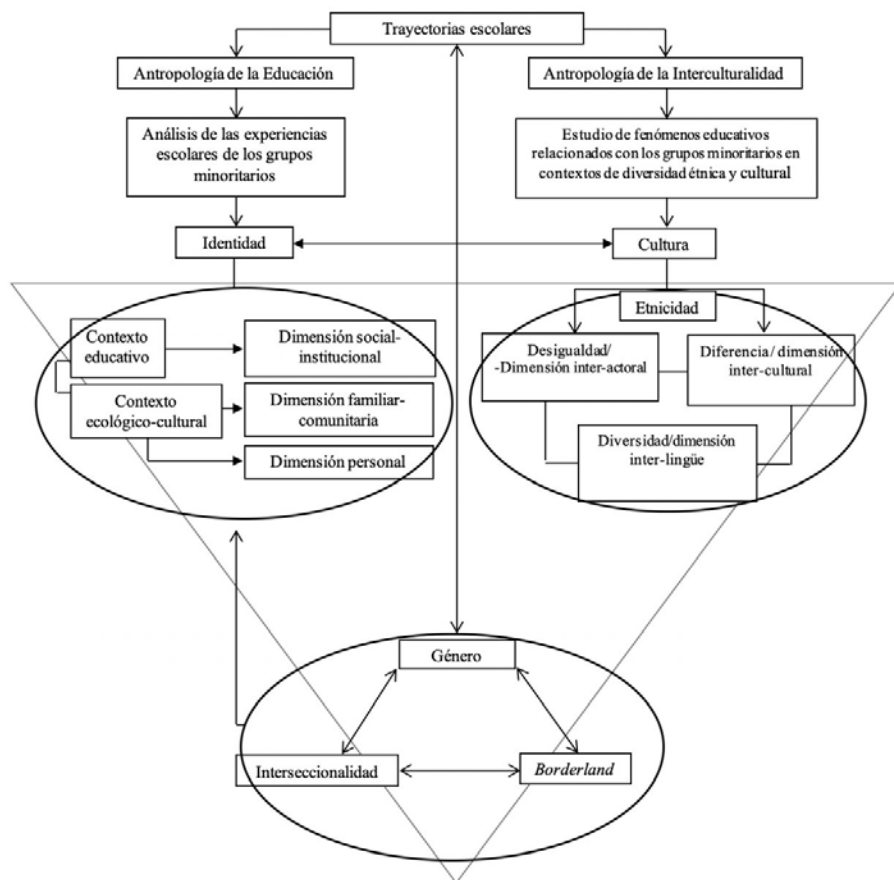 Trayectorias escolares
Antropología de la Educación
Antropología de la Interculturalidad
Análisis de las experiencias
escolares de los grupos
minoritarios
Estudio de fenómenos educativos
relacionados con los grupos minoritarios en
contextos de diversidad étnica y cultural
Identidad
Cultura
Etnicidad
Contexto
educativo
Dimensión social-
institucional
Contexto
ecológico-cultural
Dimensión familiar-
comunitaria
Dimensión personal
Desigualdad/
-Dimensión inter-actoral
Diferencia/ dimensión
inter-cultural
Diversidad/dimensión
inter-lingüe
Género
Interseccionalidad
Borderland